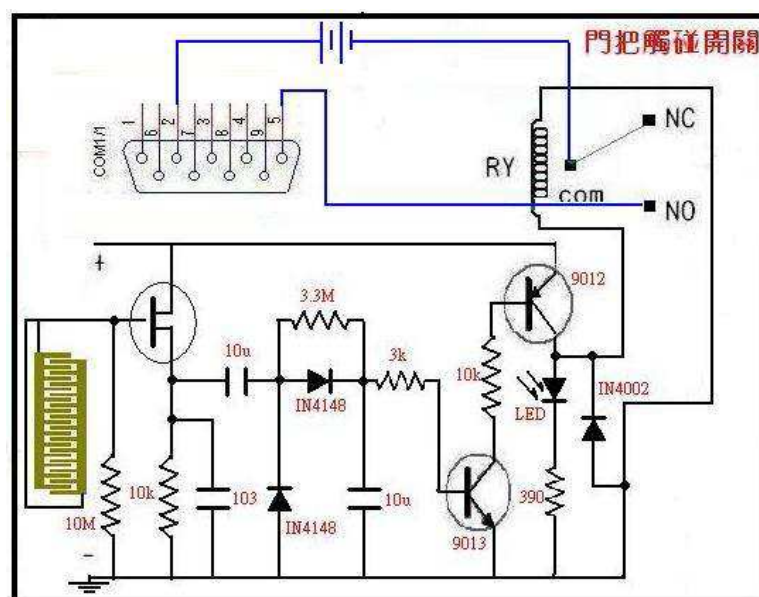 門把觸碰開關
COM1/1
1
6
2
7
3
8
4
9
5
NC
RY
com
NO
+
9012
3.3M
10u
3k
10k
IN4148
LED
IN4002
10M
10k
103
IN4148
10u
9013
390
-